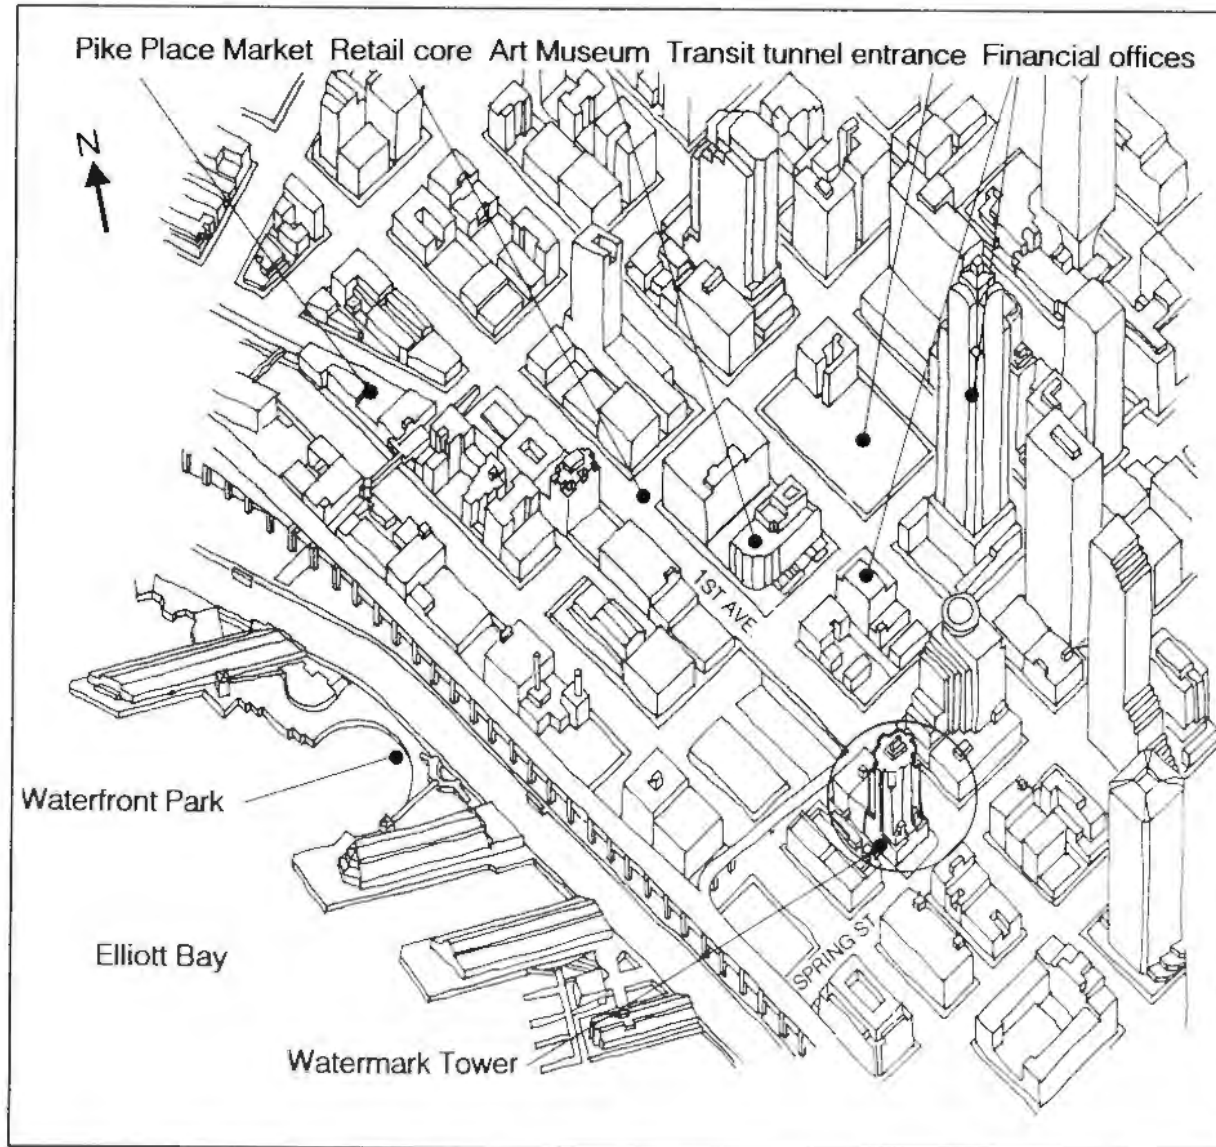 Pike Place Market Retail core Art Museum Transit tunnel entrance Financial offices
N
1ST AVE
Waterfront Park
SPRING ST
Elliott Bay
Watermark Tower